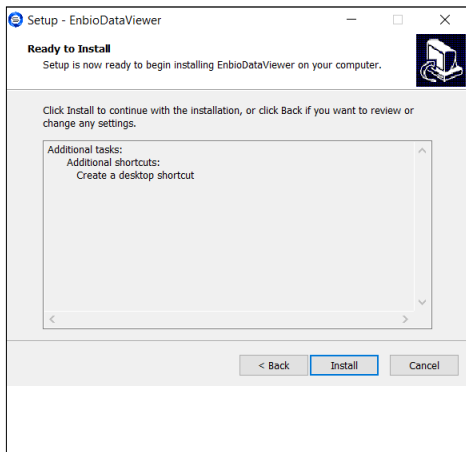 Setup - EnbioDataViewer
Ready to Install
Setup is now ready to begin installing EnbioDataViewer on your computer.
Click Install to continue with the installation, or click Back if you want to review or
change any settings.
Additional tasks:
Additional shortcuts:
Create a desktop shortcut
< Back
Install
Cancel